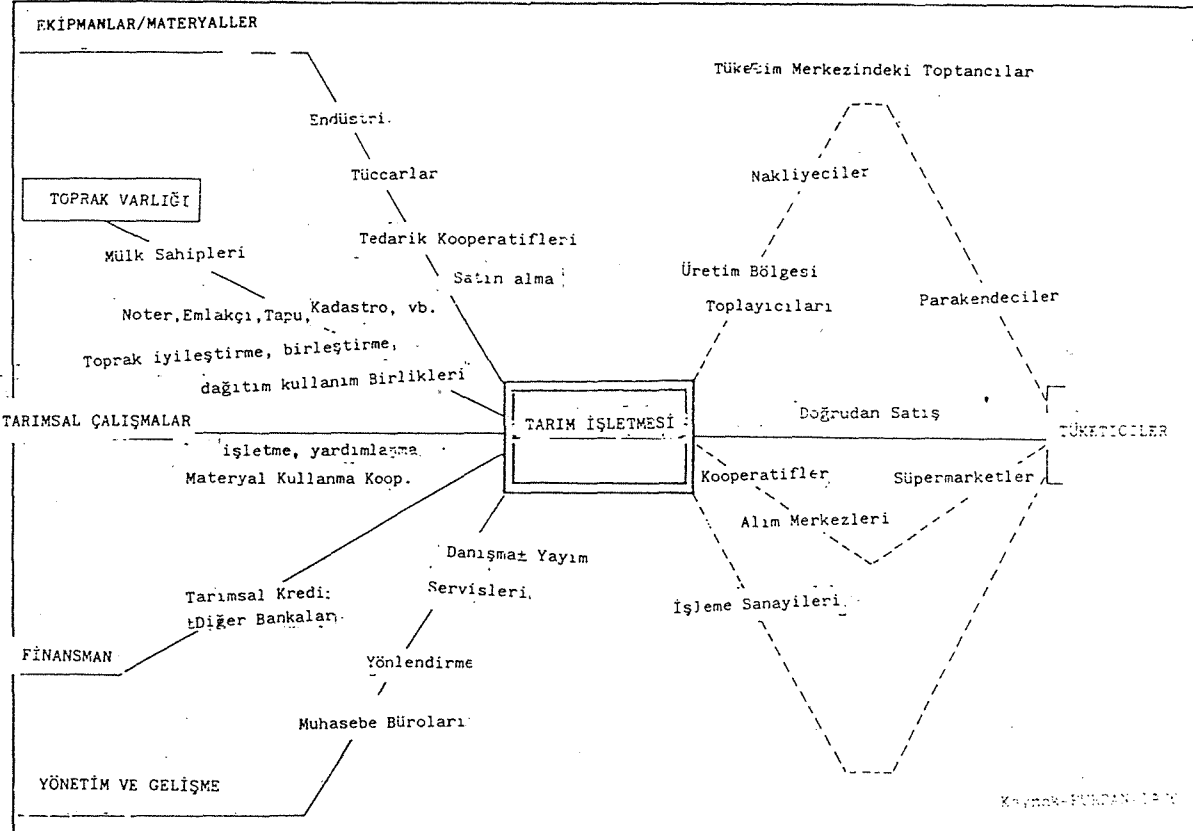 EKİPMANLAR/MATERYALLER
Tüketim Merkezindeki Toptancılar
Endüstri.
Tüccarlar
Nakliyeciler
TOPRAK VARLIĞI
Tedarik Kooperatifleri
Mülk Sahipleri
Satın alma
Üretim Bölgesi
Toplayıcıları
Parakendeciler
Noter,Emlakçı,Tapu, Kadastro, vb.
Toprak iyileştirme, birleştirme,
dağıtım kullanım Birlikleri
TARIMSAL ÇALIŞMALAR
TARIM İŞLETMESİ
Doğrudan Satış
TÜKETİCİLER
işletme, yardımlaşma
Materyal Kullanma Koop.
Kooperatifler
Süpermarketler
Alım Merkezleri
Danışma± Yayım
Servisleri
Tarımsal Kredi:
±Diğer Bankalar
İşleme Sanayileri
FİNANSMAN
Yönlendirme
Muhasebe Büroları
YÖNETİM VE GELİŞME